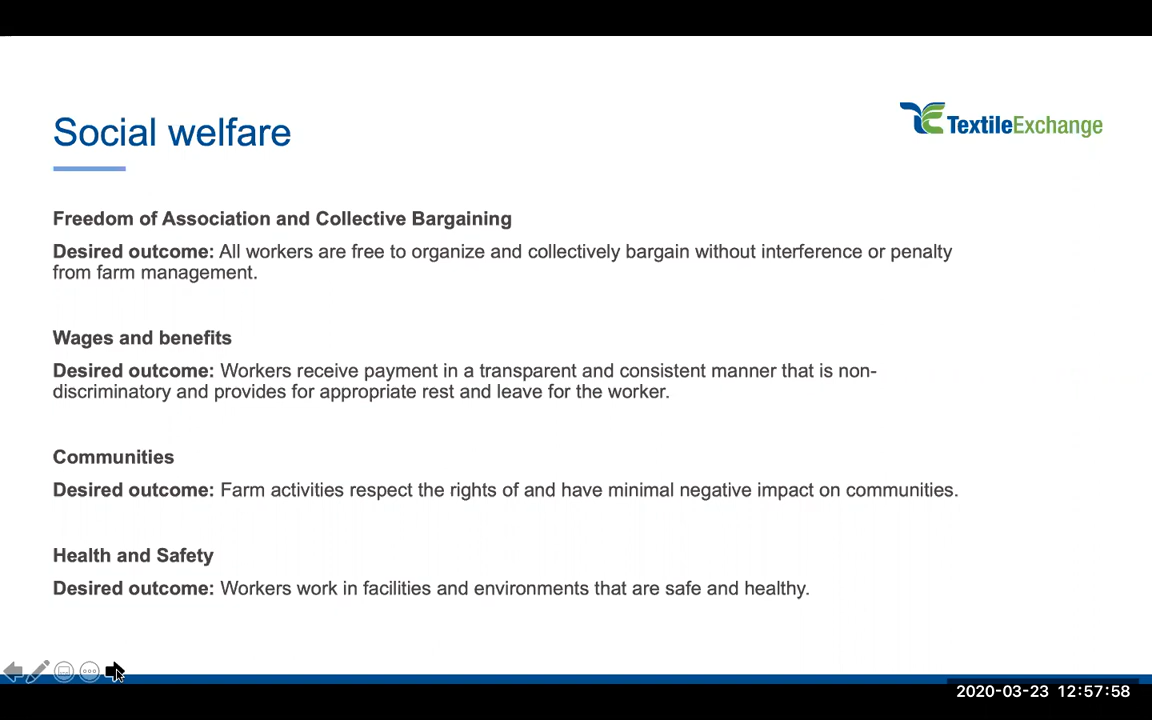 Social welfare
TextileExchange
Freedom of Association and Collective Bargaining
Desired outcome: All workers are free to organize and collectively bargain without interference or penalty
from farm management.
Wages and benefits
Desired outcome: Workers receive payment in a transparent and consistent manner that is non-
discriminatory and provides for appropriate rest and leave for the worker.
Communities
Desired outcome: Farm activities respect the rights of and have minimal negative impact on communities.
Health and Safety
Desired outcome: Workers work in facilities and environments that are safe and healthy.
2020-03-23 12:57:58